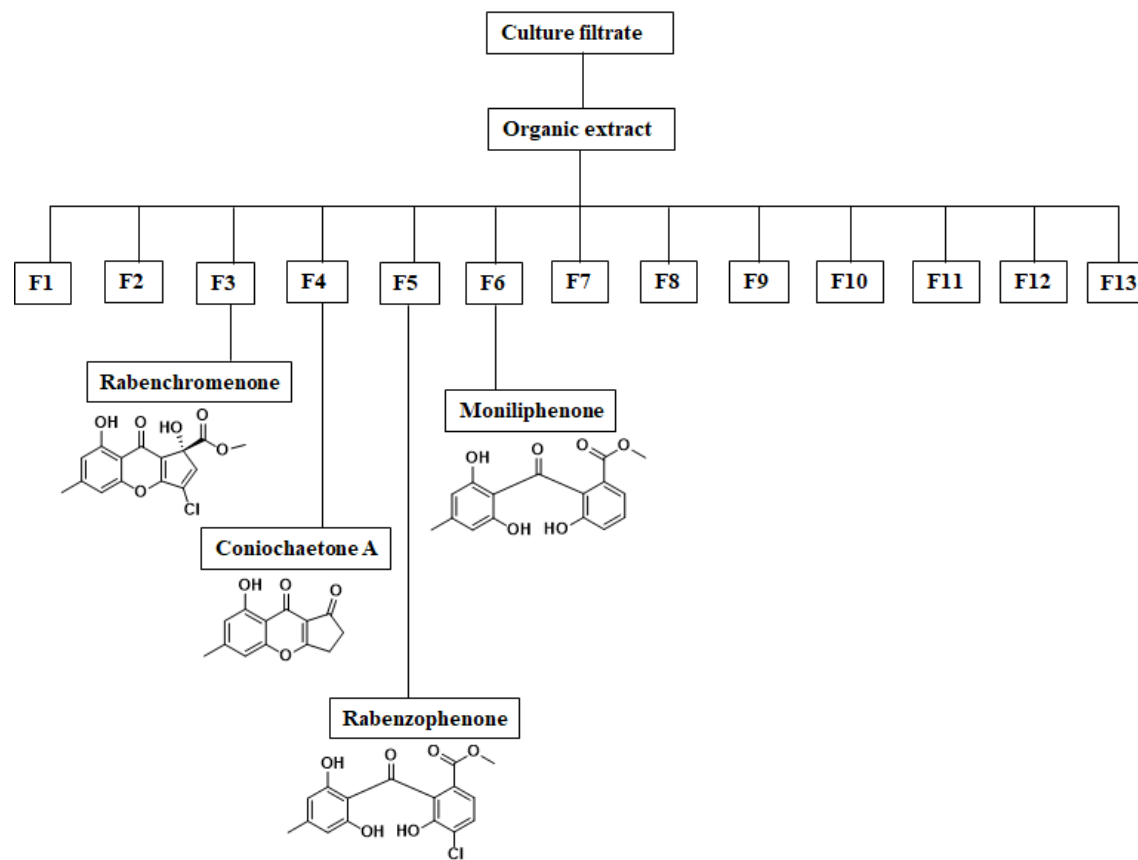 Culture filtrate
Organic extract
F1 F2 F3 F4 F5 F6 F7 F8 F9 F10 F11 F12 F13
Rabenchromenone
OH O HO O O Cl O
Moniliphenone
OH O O O OH HO
Coniochaetone A
OH O O O
Rabenzophenone
OH O O O OH HO Cl